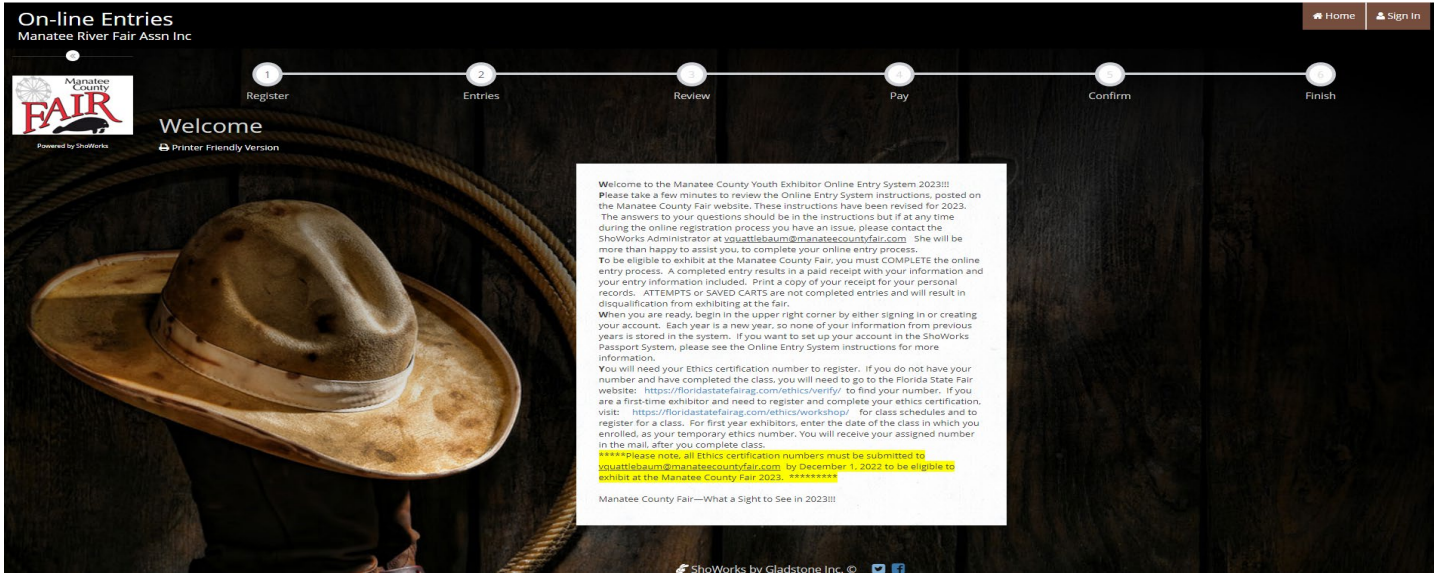 On-line Entries
Manatee River Fair Assn Inc
Home
Sign In
Manatee
County
FAIR
Powered by ShoWorks
1
2
3
4
5
6
Register
Entries
Review
Pay
Confirm
Finish
Welcome
Printer Friendly Version
Welcome to the Manatee County Youth Exhibitor Online Entry System 2023!!!
Please take a few minutes to review the Online Entry System instructions, posted on
the Manatee County Fair website. These instructions have been revised for 2023.
The answers to your questions should be in the instructions but if at any time
during the online registration process you have an issue, please contact the
ShoWorks Administrator at vquattlebaum@manateecountyfair.com She will be
more than happy to assist you, to complete your online entry process.
To be eligible to exhibit at the Manatee County Fair, you must COMPLETE the online
entry process. A completed entry results in a paid receipt with your information and
your entry information included. Print a copy of your receipt for your personal
records. ATTEMPTS or SAVED CARTS are not completed entries and will result in
disqualification from exhibiting at the fair.
When you are ready, begin in the upper right corner by either signing in or creating
your account. Each year is a new year, so none of your information from previous
years is stored in the system. If you want to set up your account in the ShoWorks
Passport System, please see the Online Entry System instructions for more
information.
You will need your Ethics certification number to register. If you do not have your
number and have completed the class, you will need to go to the Florida State Fair
website: https://floridastatefairag.com/ethics/verify/ to find your number. If you
are a first-time exhibitor and need to register and complete your ethics certification,
visit: https://floridastatefairag.com/ethics/workshop/ for class schedules and to
register for a class. For first year exhibitors, enter the date of the class in which you
enrolled, as your temporary ethics number. You will receive your assigned number
in the mail, after you complete class.
*****Please note, all Ethics certification numbers must be submitted to
vquattlebaum@manateecountyfair.com by December 1, 2022 to be eligible to
exhibit at the Manatee County Fair 2023. *********
Manatee County Fair—What a Sight to See in 2023!!!
ShoWorks by Gladstone Inc. ©